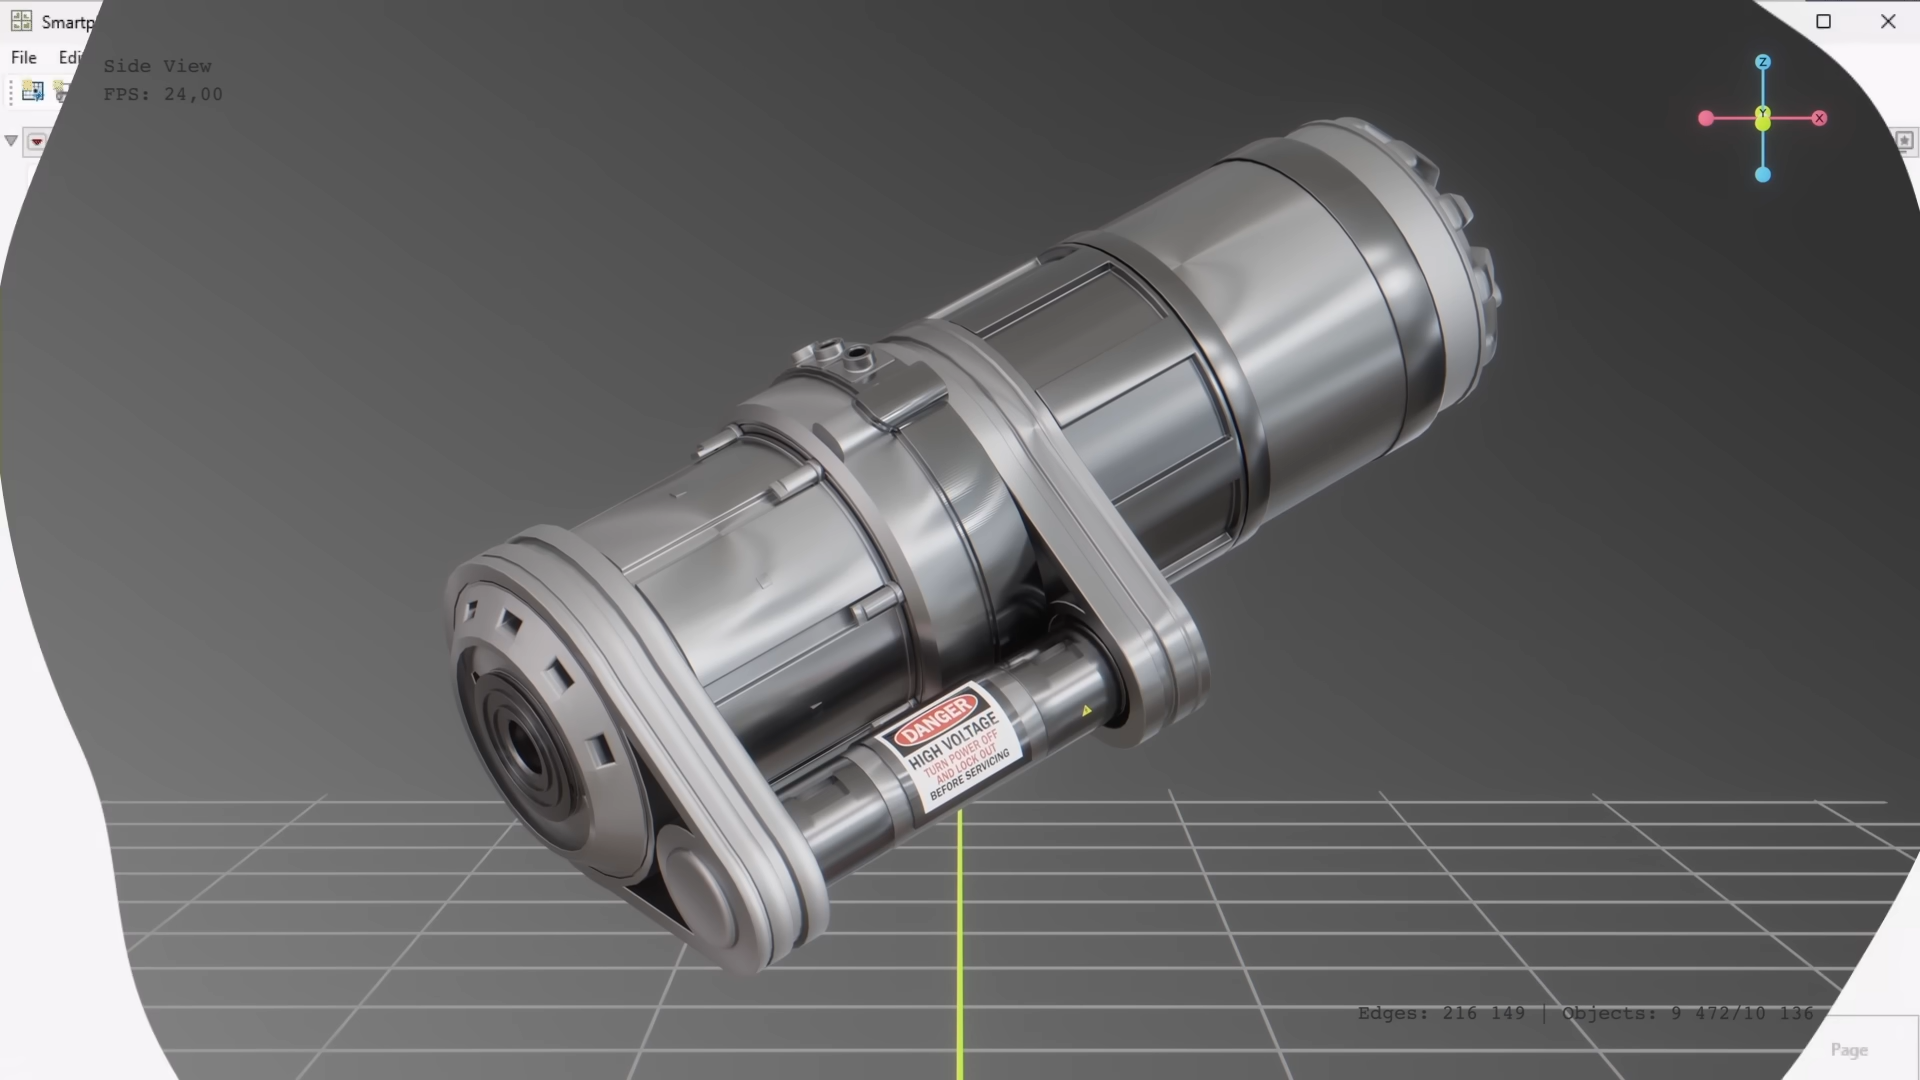 Smartp
File Edi
Side View
FPS: 24,00
Z
Y
X
DANGER
HIGH VOLTAGE
TURN POWER OFF
AND LOCK OUT
BEFORE SERVICING
Edges: 216 149 | Objects: 9 472/10 136
Page